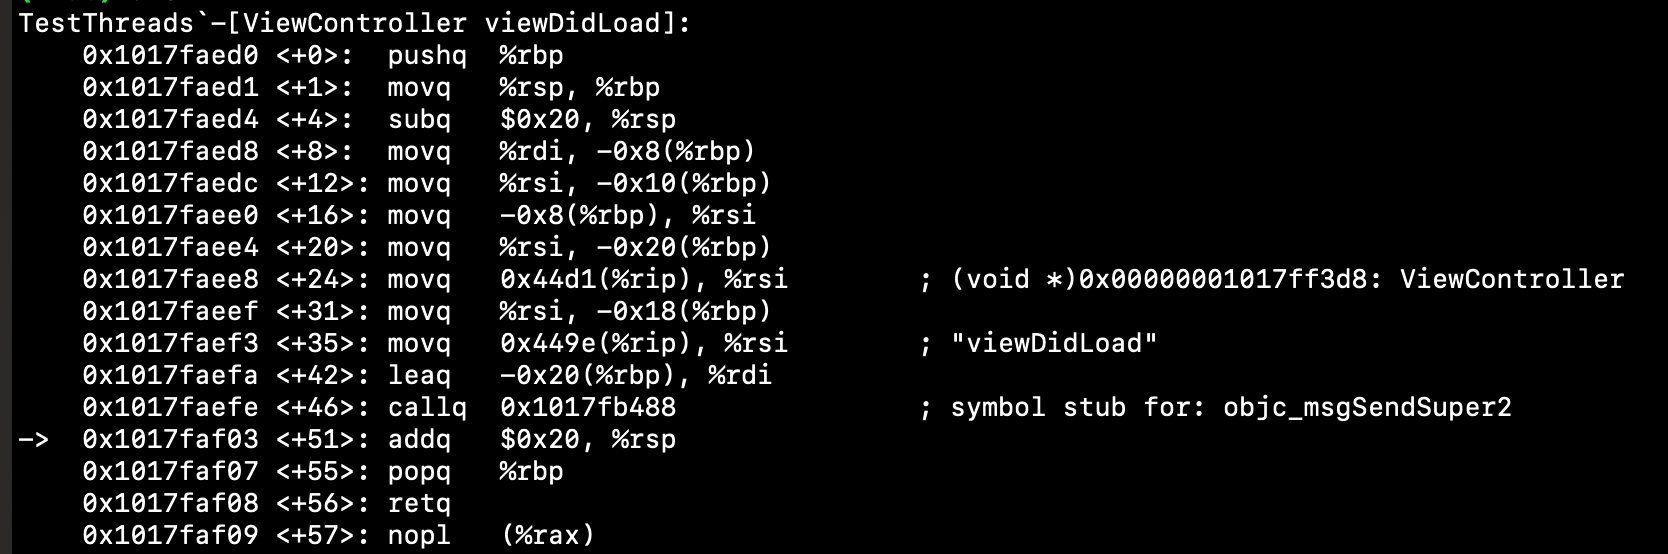 TestThreads`-[ViewController viewDidLoad]:
    0x1017faed0 <+0>:  pushq  %rbp
    0x1017faed1 <+1>:  movq   %rsp, %rbp
    0x1017faed4 <+4>:  subq   $0x20, %rsp
    0x1017faed8 <+8>:  movq   %rdi, -0x8(%rbp)
    0x1017faedc <+12>: movq   %rsi, -0x10(%rbp)
    0x1017faee0 <+16>: movq   -0x8(%rbp), %rsi
    0x1017faee4 <+20>: movq   %rsi, -0x20(%rbp)
    0x1017faee8 <+24>: movq   0x44d1(%rip), %rsi        ; (void *)0x00000001017ff3d8: ViewController
    0x1017faeef <+31>: movq   %rsi, -0x18(%rbp)
    0x1017faef3 <+35>: movq   0x449e(%rip), %rsi        ; "viewDidLoad"
    0x1017faefa <+42>: leaq   -0x20(%rbp), %rdi
    0x1017faefe <+46>: callq  0x1017fb488               ; symbol stub for: objc_msgSendSuper2
->  0x1017faf03 <+51>: addq   $0x20, %rsp
    0x1017faf07 <+55>: popq   %rbp
    0x1017faf08 <+56>: retq
    0x1017faf09 <+57>: nopl   (%rax)